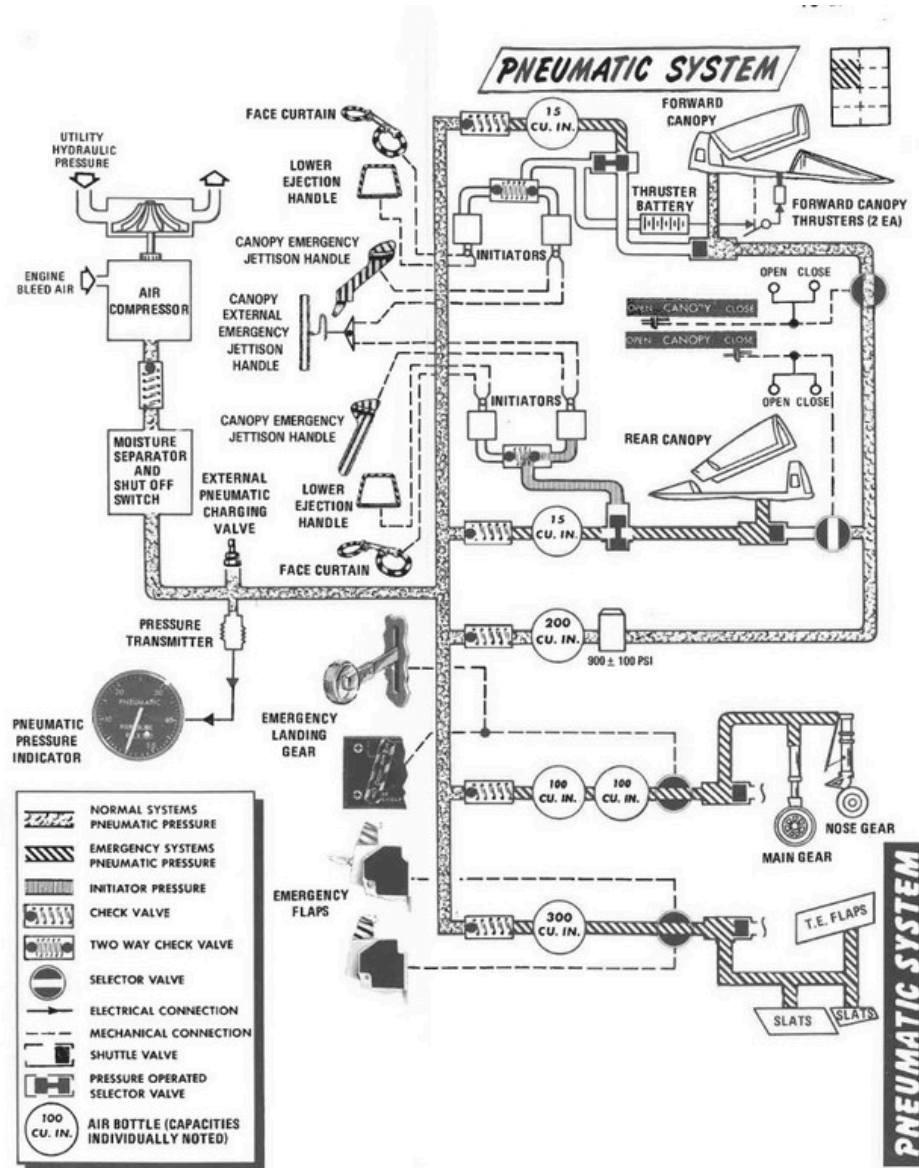 PNEUMATIC SYSTEM
FACE CURTAIN
15
CU. IN.
FORWARD
CANOPY
UTILITY
HYDRAULIC
PRESSURE
LOWER
EJECTION
HANDLE
THRUSTER
BATTERY
FORWARD CANOPY
THRUSTERS (2 EA)
CANOPY EMERGENCY
JETTISON HANDLE
INITIATORS
ENGINE
BLEED AIR
AIR
COMPRESSOR
CANOPY
EXTERNAL
EMERGENCY
JETTISON
HANDLE
OPEN CLOSE
OPEN CANOPY CLOSE
OPEN CANOPY CLOSE
OPEN CLOSE
INITIATORS
CANOPY EMERGENCY
JETTISON HANDLE
REAR CANOPY
MOISTURE
SEPARATOR
AND
SHUT OFF
SWITCH
EXTERNAL
PNEUMATIC
CHARGING
VALVE
LOWER
EJECTION
HANDLE
15
CU. IN.
FACE CURTAIN
PRESSURE
TRANSMITTER
200
CU. IN.
900 ± 100 PSI
PNEUMATIC
PRESSURE
INDICATOR
PNEUMATIC
EMERGENCY
LANDING
GEAR
100
CU. IN.
100
CU. IN.
NOSE GEAR
MAIN GEAR
EMERGENCY
FLAPS
300
CU. IN.
T.E. FLAPS
SLATS
SLATS
NORMAL SYSTEMS
PNEUMATIC PRESSURE
EMERGENCY SYSTEMS
PNEUMATIC PRESSURE
INITIATOR PRESSURE
CHECK VALVE
TWO WAY CHECK VALVE
SELECTOR VALVE
ELECTRICAL CONNECTION
MECHANICAL CONNECTION
SHUTTLE VALVE
PRESSURE OPERATED
SELECTOR VALVE
100
CU. IN.
AIR BOTTLE (CAPACITIES
INDIVIDUALLY NOTED)
PNEUMATIC SYSTEM